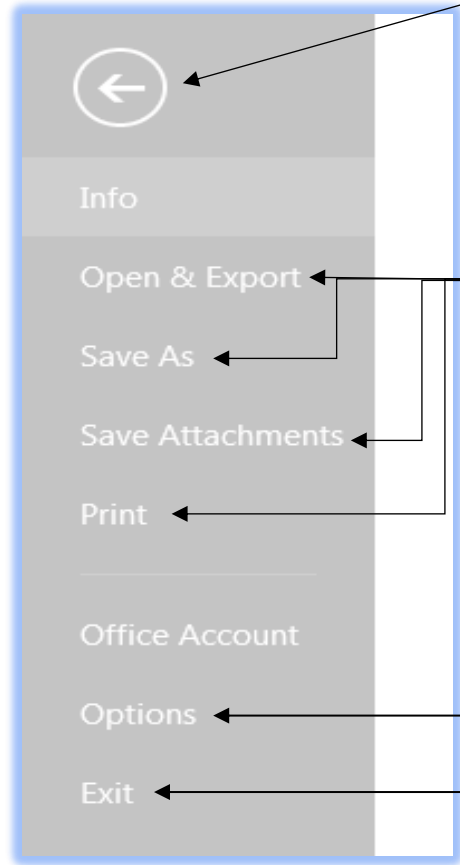 Info
Open & Export
Save As
Save Attachments
Print
Office Account
Options
Exit